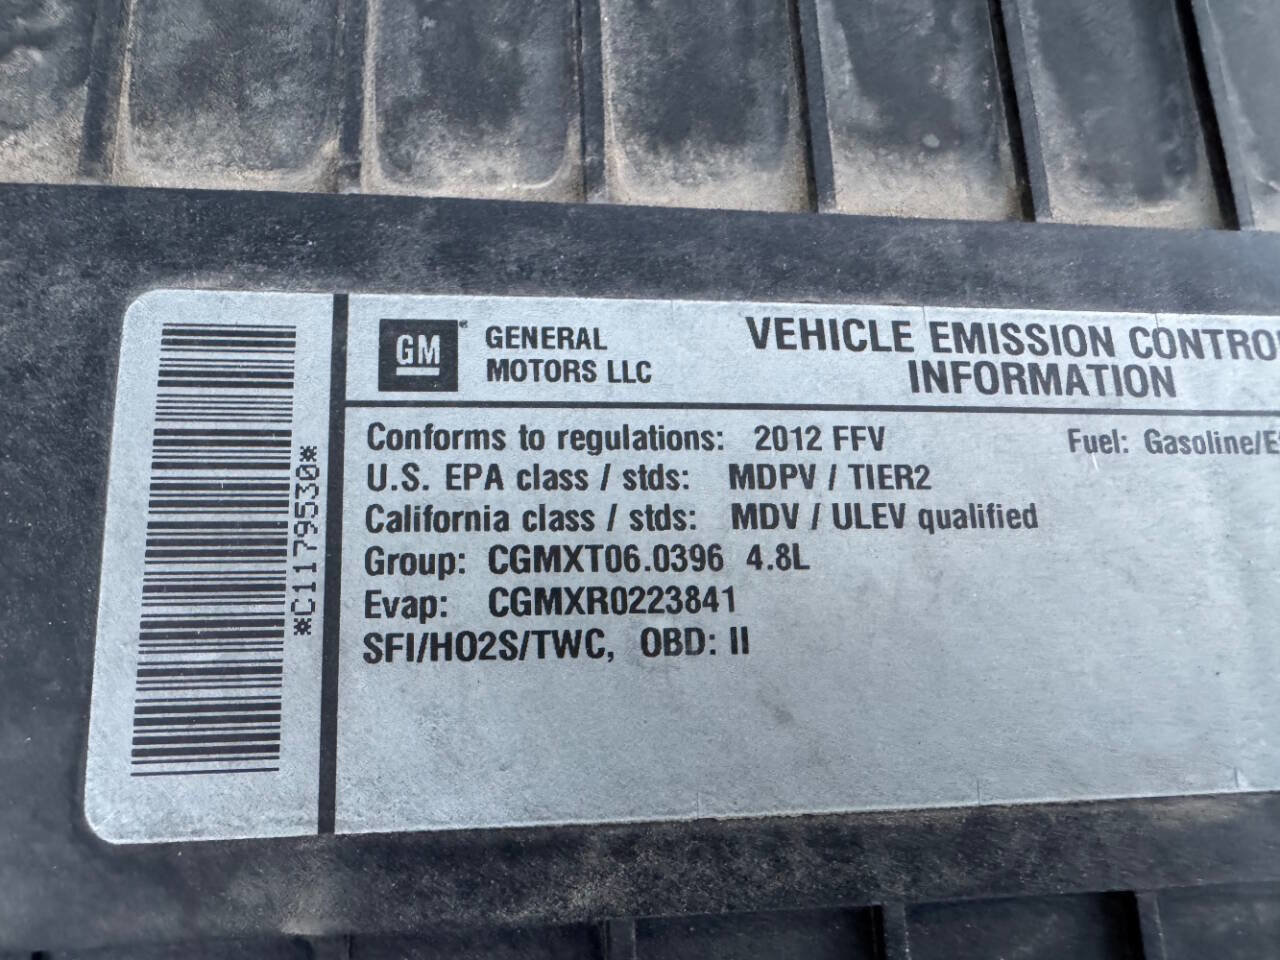 *C1179530*
GM
GENERAL
MOTORS LLC
VEHICLE EMISSION CONTRO
INFORMATION
Conforms to regulations: 2012 FFV Fuel: Gasoline/E
U.S. EPA class / stds: MDPV / TIER2
California class / stds: MDV / ULEV qualified
Group: CGMXT06.0396 4.8L
Evap: CGMXR0223841
SFI/HO2S/TWC, OBD: II